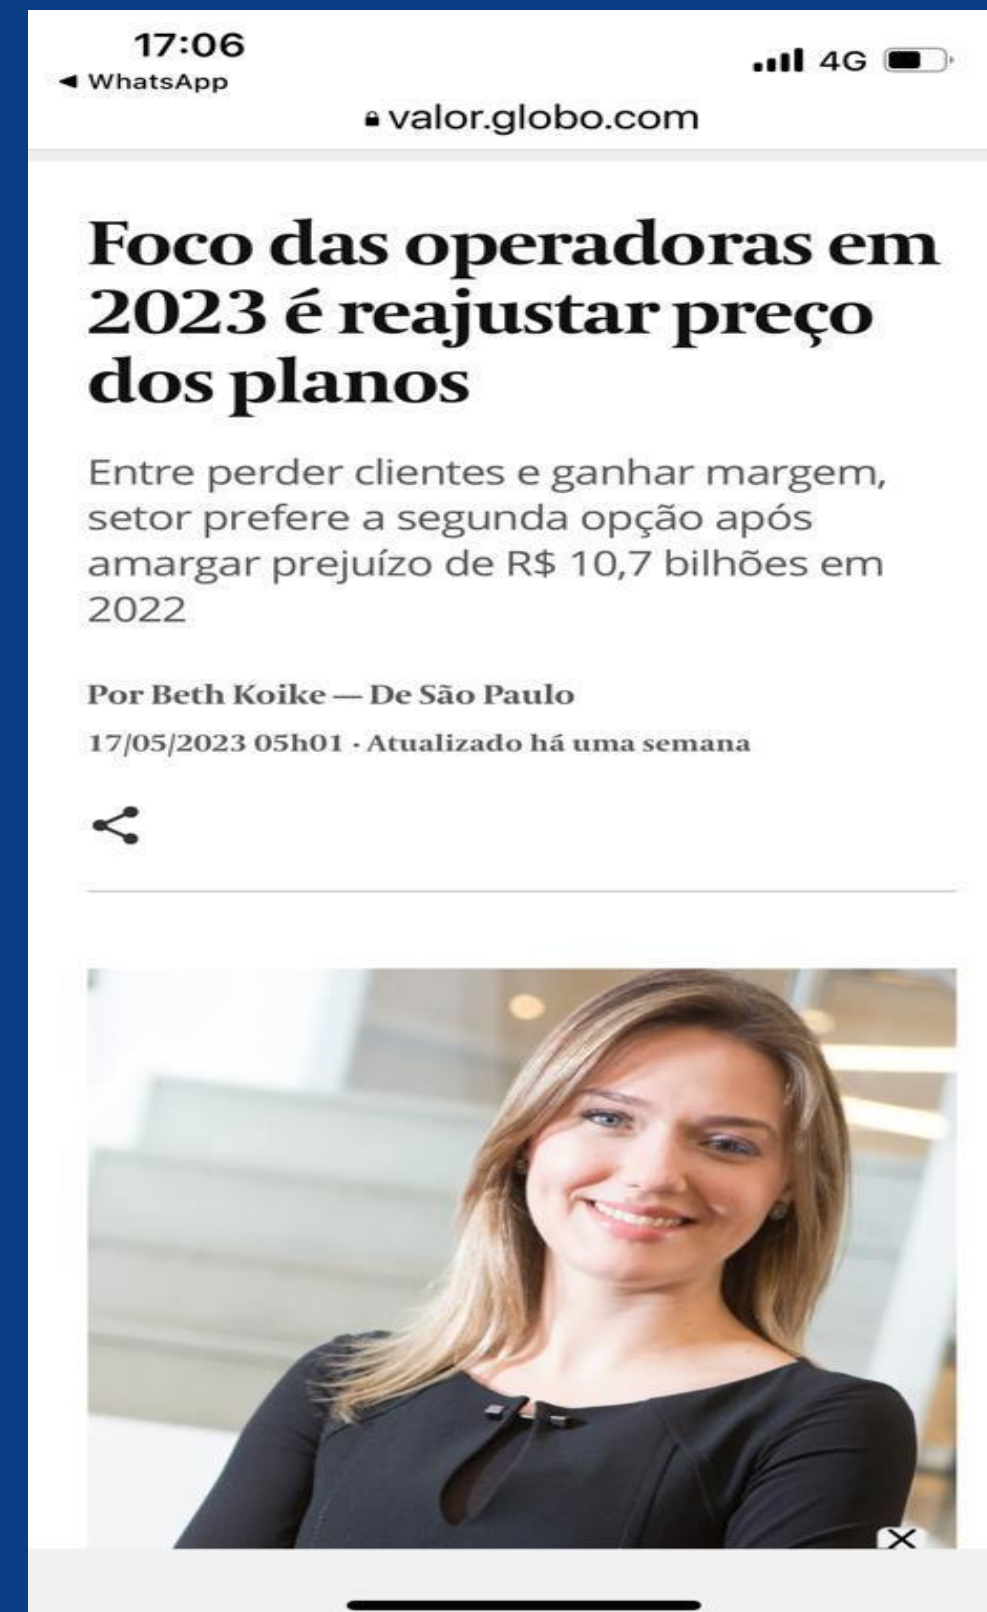 17:06
4G
◄ WhatsApp
valor.globo.com
Foco das operadoras em
2023 é reajustar preço
dos planos
Entre perder clientes e ganhar margem,
setor prefere a segunda opção após
amargar prejuízo de R$ 10,7 bilhões em
2022
Por Beth Koike — De São Paulo
17/05/2023 05h01 · Atualizado há uma semana